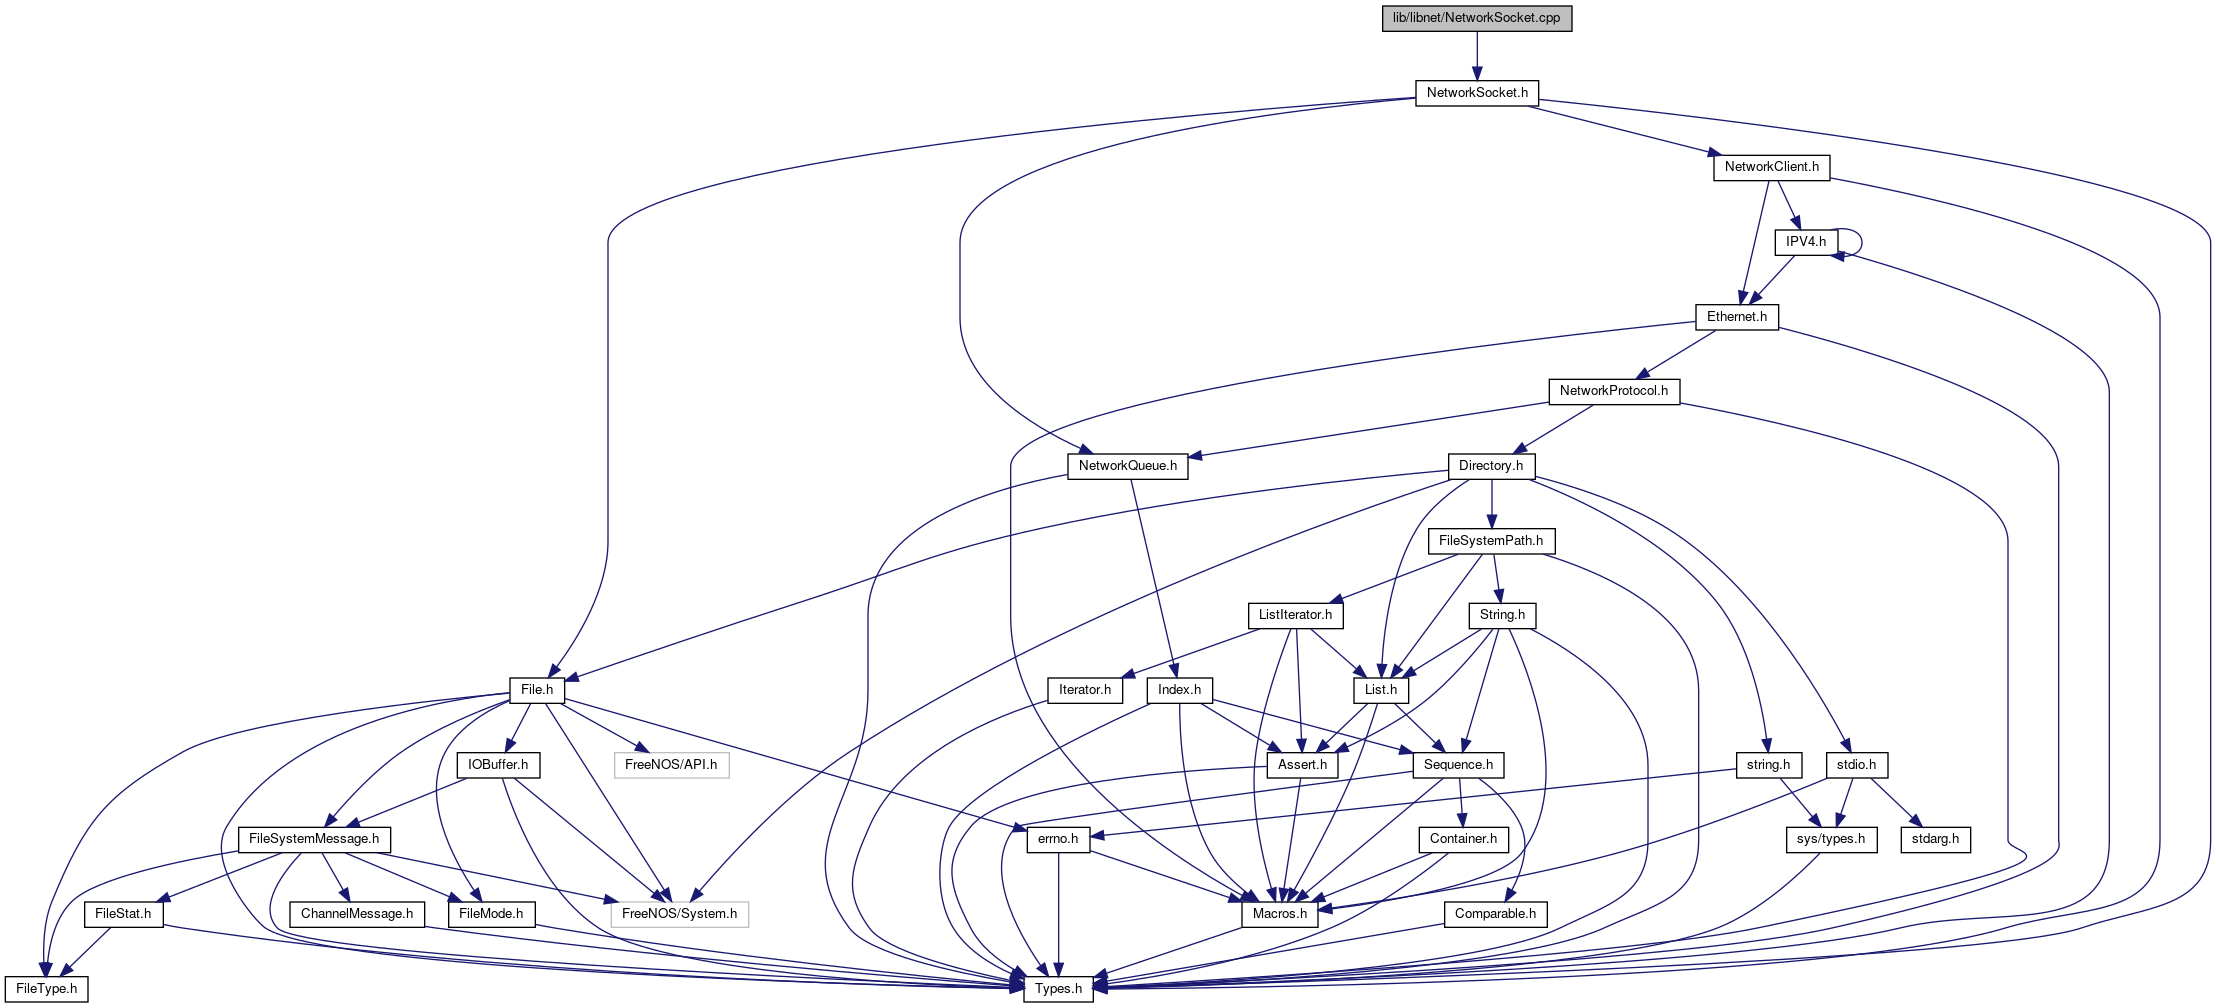 lib/libnet/NetworkSocket.cpp
NetworkSocket.h
NetworkClient.h
IPV4.h
Ethernet.h
NetworkProtocol.h
NetworkQueue.h
Directory.h
FileSystemPath.h
ListIterator.h
String.h
File.h
Iterator.h
Index.h
List.h
IOBuffer.h
FreeNOS/API.h
Assert.h
Sequence.h
string.h
stdio.h
FileSystemMessage.h
errno.h
Container.h
sys/types.h
stdarg.h
FileStat.h
ChannelMessage.h
FileMode.h
FreeNOS/System.h
Macros.h
Comparable.h
FileType.h
Types.h